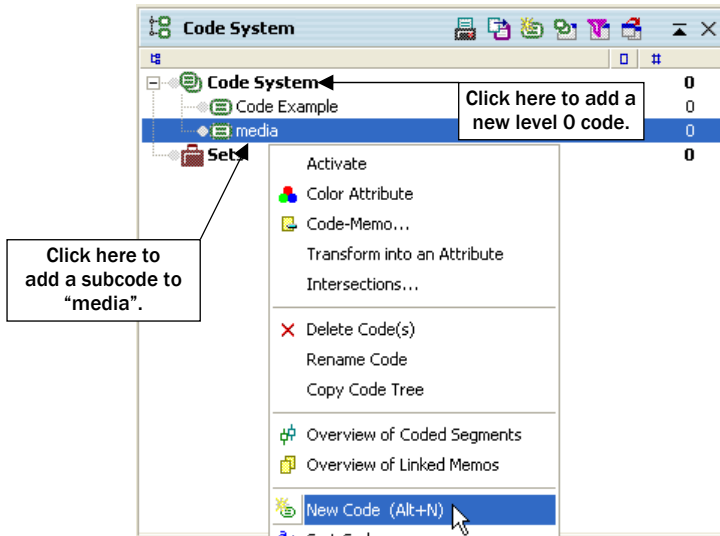 Code System
#
Code System 0
Code Example 0
media 0
Sets 0
Click here to add a
new level 0 code.
Click here to
add a subcode to
“media”.
Activate
Color Attribute
Code-Memo...
Transform into an Attribute
Intersections...
Delete Code(s)
Rename Code
Copy Code Tree
Overview of Coded Segments
Overview of Linked Memos
New Code (Alt+N)